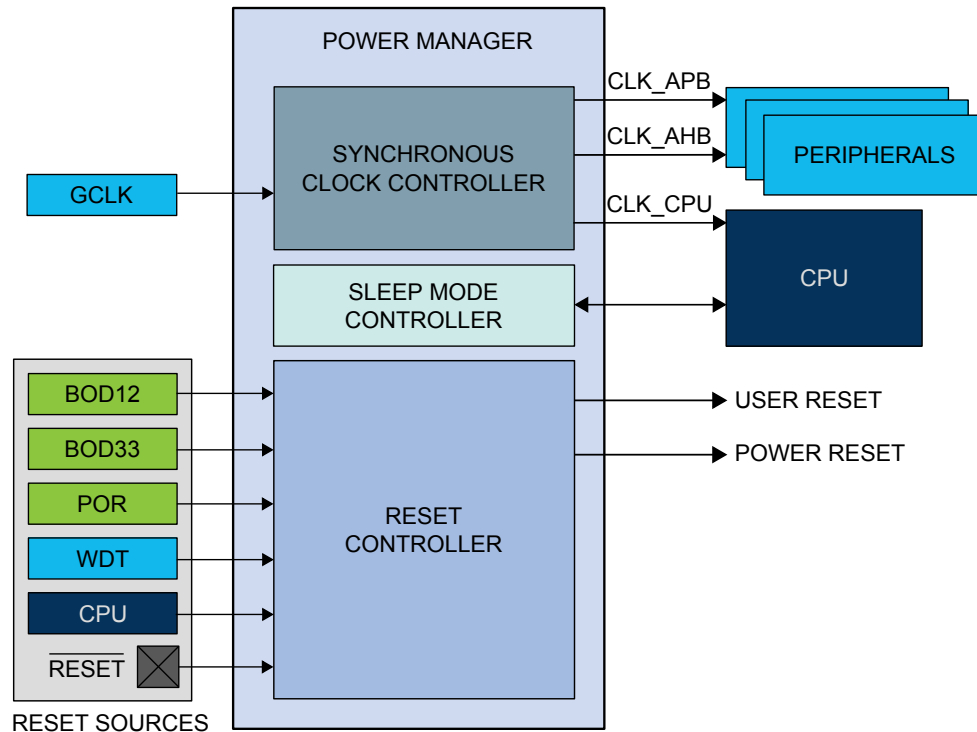 POWER MANAGER
CLK_APB
SYNCHRONOUS
CLOCK CONTROLLER
CLK_AHB
PERIPHERALS
GCLK
CLK_CPU
CPU
SLEEP MODE
CONTROLLER
BOD12
BOD33
POR
WDT
CPU
RESET
RESET SOURCES
RESET
CONTROLLER
USER RESET
POWER RESET